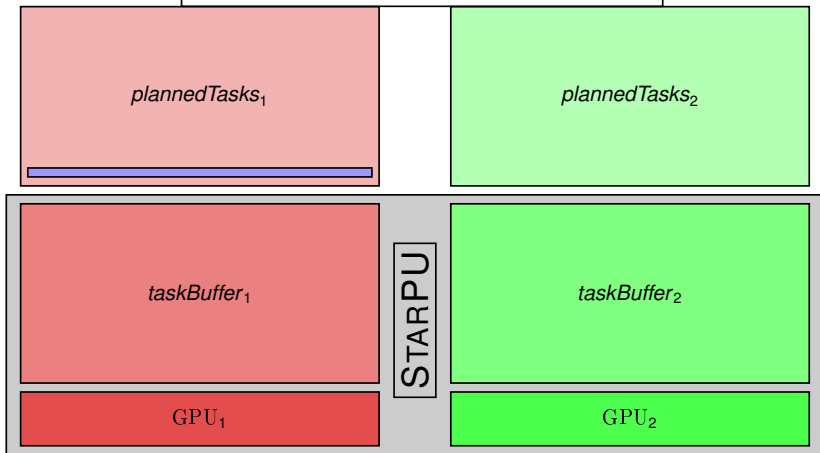 plannedTasks₁
plannedTasks₂
taskBuffer₁
STARPU
taskBuffer₂
GPU₁
GPU₂